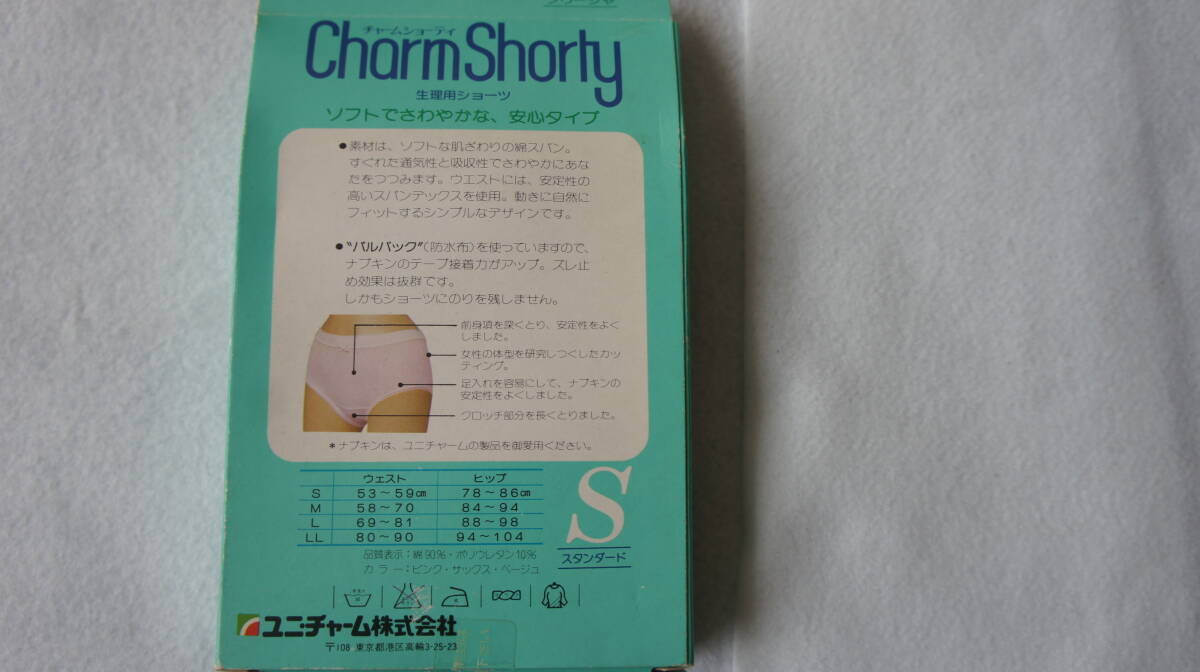 チャームショーティ
CharmShorty
生理用ショーツ
ソフトでさわやかな、安心タイプ
●素材は、ソフトな肌ざわりの綿スパン。
すぐれた通気性と吸収性でさわやかにあな
たをつつみます。ウエストには、安定性の
高いスパンデックスを使用。動きに自然に
フィットするシンプルなデザインです。
●"パルパック"(防水布)を使っていますので、
ナプキンのテープ接着力がアップ。ズレ止
め効果は抜群です。
しかもショーツにのりを残しません。
前身頃を深くとり、安定性をよく
しました。
女性の体型を研究しつくしたカッ
ティング。
足入れを容易にして、ナプキンの
安定性をよくしました。
クロッチ部分を長くとりました。
*ナプキンは、ユニチャームの製品を御愛用ください。
ウェスト ヒップ
S 53~59cm 78~86cm
M 58~70 84~94
L 69~81 88~98
LL 80~90 94~104
S
スタンダード
品質表示:綿90%・ポリウレタン10%
カラー:ピンク・サックス・ベージュ
ユニ・チャーム株式会社
〒108 東京都港区高輪3-25-23